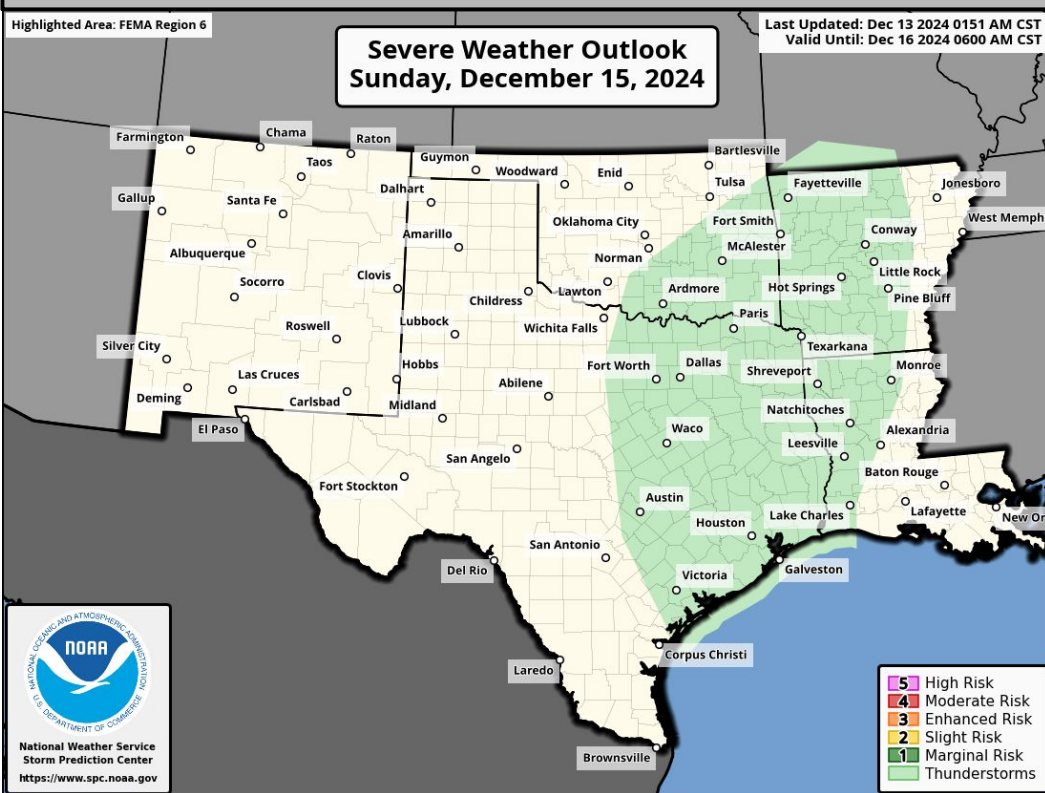 Highlighted Area: FEMA Region 6
Severe Weather Outlook
Sunday, December 15, 2024
Last Updated: Dec 13 2024 0151 AM CST
Valid Until: Dec 16 2024 0600 AM CST
Farmington
Chama
Raton
Taos
Gallup
Santa Fe
Albuquerque
Socorro
Clovis
Roswell
Silver City
Las Cruces
Hobbs
Deming
Carlsbad
Guymon
Woodward
Enid
Bartlesville
Tulsa
Dalhart
Oklahoma City
Amarillo
Norman
McAlester
Lawton
Ardmore
Childress
Wichita Falls
Lubbock
Paris
Fort Worth
Dallas
Abilene
Midland
El Paso
San Angelo
Waco
Fort Stockton
Austin
Houston
San Antonio
Del Rio
Victoria
Galveston
Corpus Christi
Laredo
Brownsville
Fayetteville
Jonesboro
Fort Smith
Conway
West Memph
Little Rock
Hot Springs
Pine Bluff
Texarkana
Shreveport
Monroe
Natchitoches
Alexandria
Leesville
Baton Rouge
Lake Charles
Lafayette
New Or
NATIONAL OCEANIC AND ATMOSPHERIC ADMINISTRATION
NOAA
U.S. DEPARTMENT OF COMMERCE
National Weather Service
Storm Prediction Center
https://www.spc.noaa.gov
5 High Risk
4 Moderate Risk
3 Enhanced Risk
2 Slight Risk
1 Marginal Risk
Thunderstorms